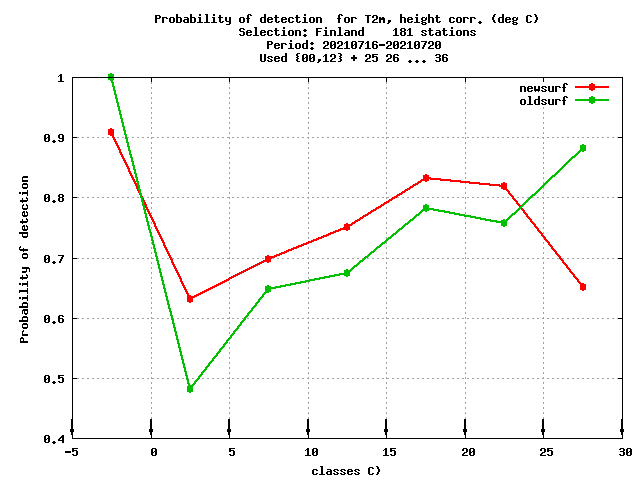 Probability of detection  for T2m, height corr. (deg C)
Selection: Finland    181 stations
Period: 20210716-20210720
Used {00,12} + 25 26 ... 36
newsurf
oldsurf
Probability of detection
1
0.9
0.8
0.7
0.6
0.5
0.4
-5 0 5 10 15 20 25 30
classes C)